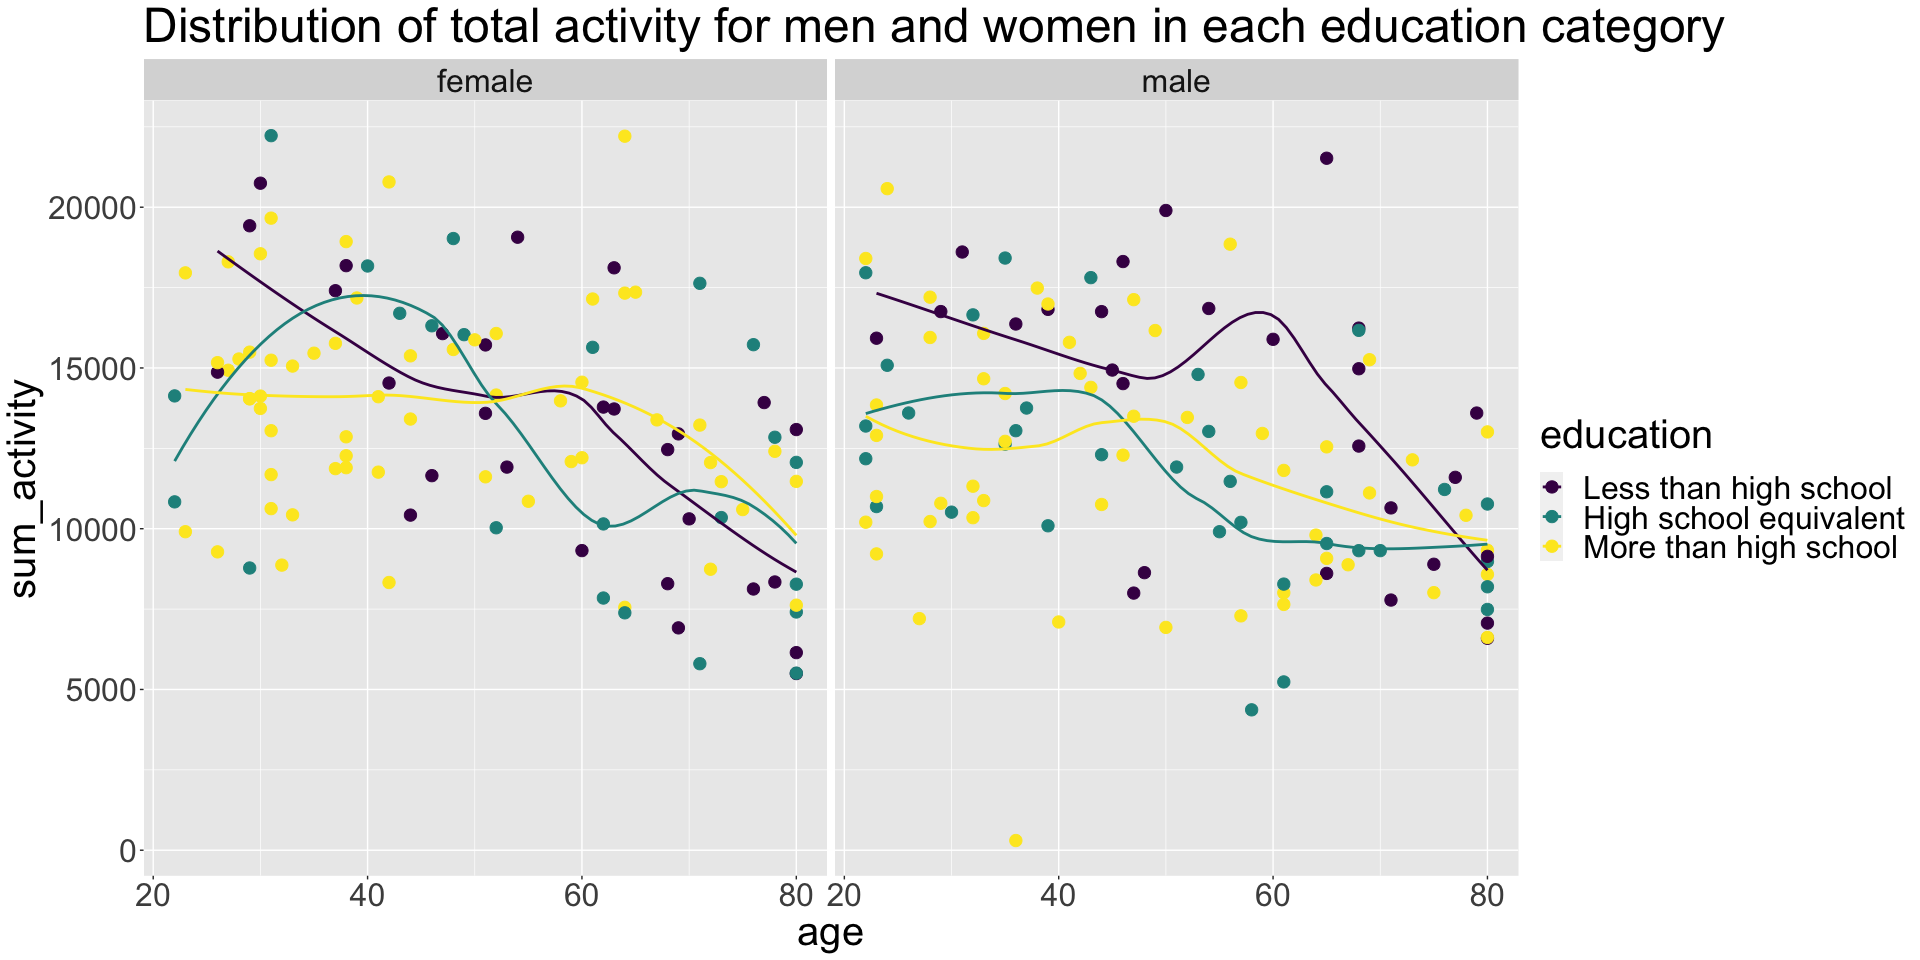 Distribution of total activity for men and women in each education category
female
male
20000
15000
10000
5000
0
sum_activity
20
40
60
80
20
40
60
80
age
education
Less than high school
High school equivalent
More than high school